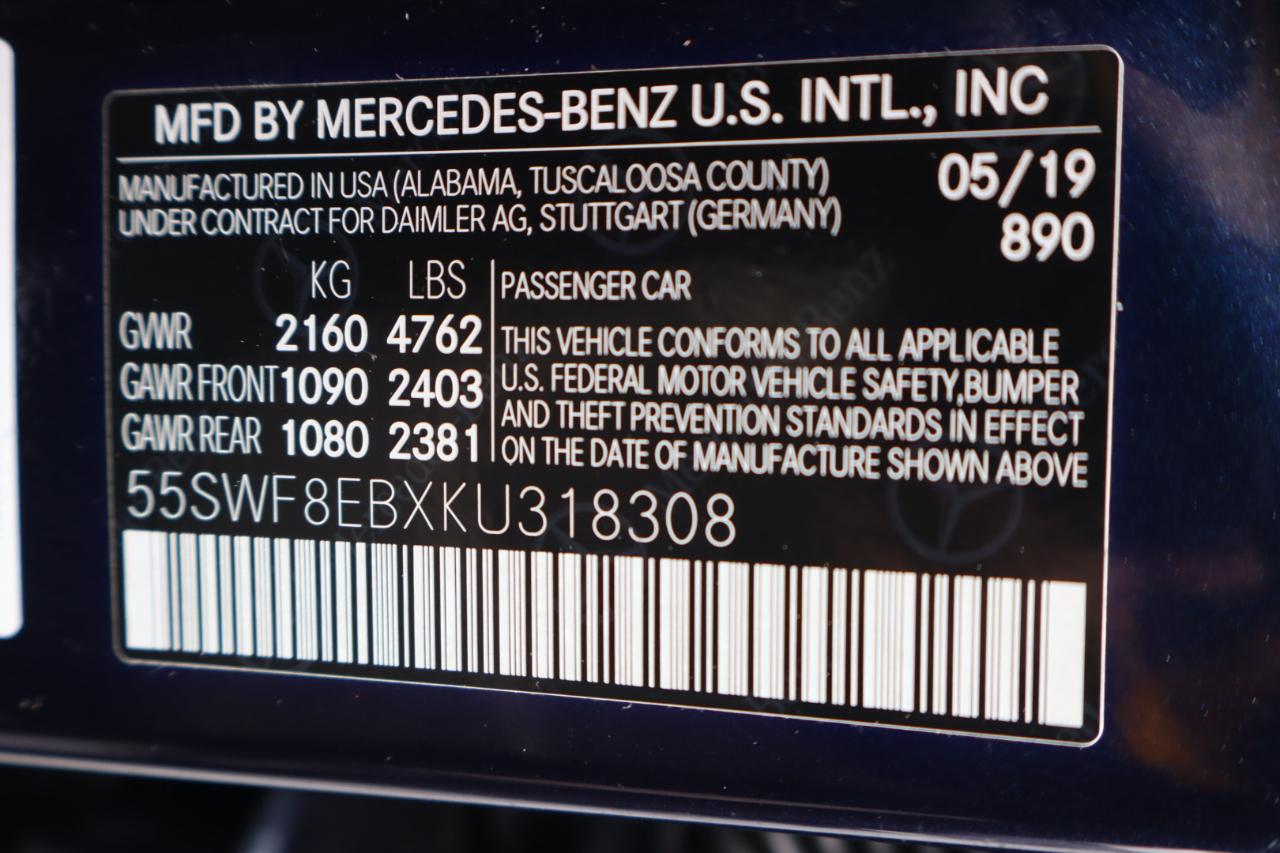 MFD BY MERCEDES-BENZ U.S. INTL., INC
MANUFACTURED IN USA (ALABAMA, TUSCALOOSA COUNTY)
UNDER CONTRACT FOR DAIMLER AG, STUTTGART (GERMANY)
05/19
890
KG LBS
GVWR 2160 4762
GAWR FRONT 1090 2403
GAWR REAR 1080 2381
PASSENGER CAR
THIS VEHICLE CONFORMS TO ALL APPLICABLE
U.S. FEDERAL MOTOR VEHICLE SAFETY,BUMPER
AND THEFT PREVENTION STANDARDS IN EFFECT
ON THE DATE OF MANUFACTURE SHOWN ABOVE
55SWF8EBXKU318308